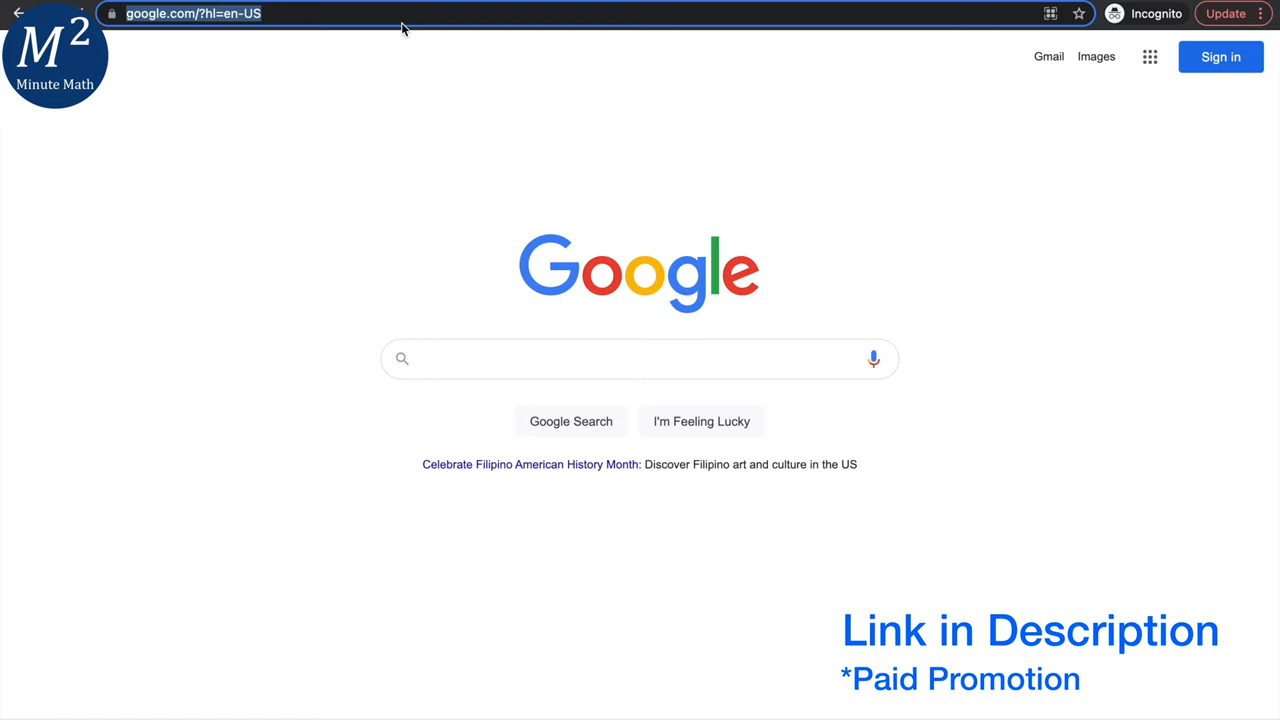 google.com/?hl=en-US
Incognito
Update
M²
Minute Math
Gmail
Images
Sign in
Google
Google Search
I'm Feeling Lucky
Celebrate Filipino American History Month: Discover Filipino art and culture in the US
Link in Description
*Paid Promotion